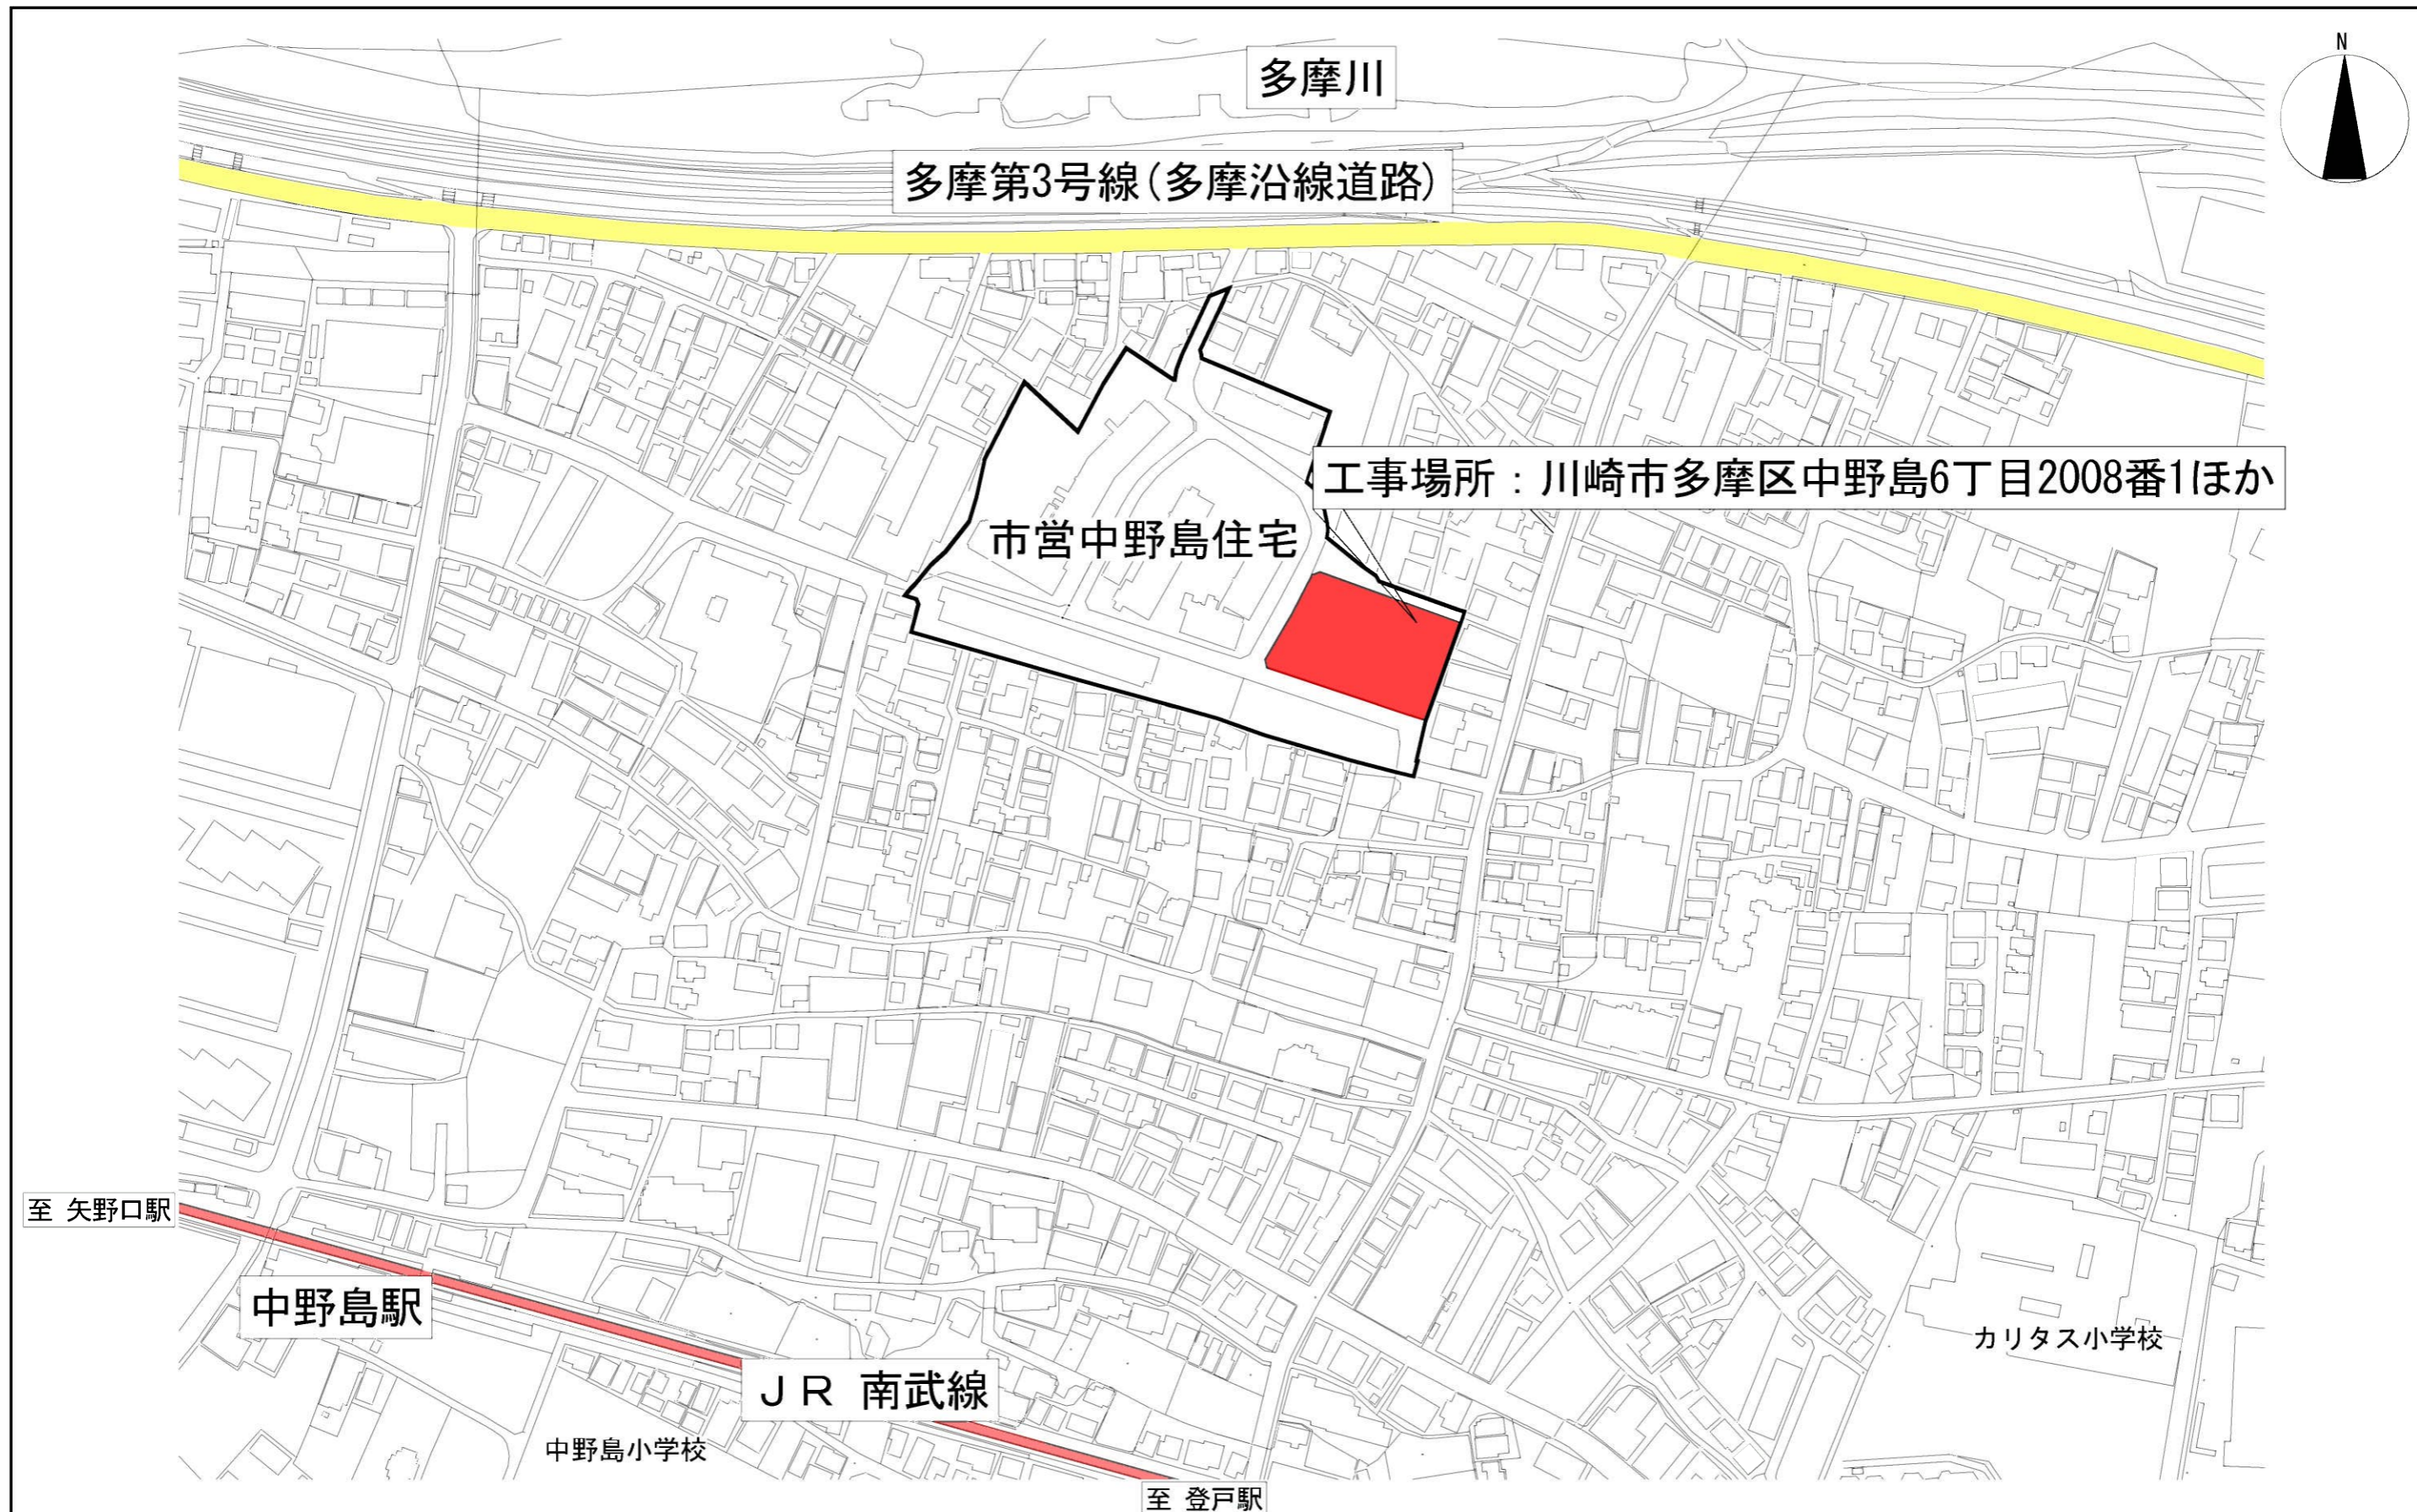 N
多摩川
多摩第3号線(多摩沿線道路)
工事場所：川崎市多摩区中野島6丁目2008番1ほか
市営中野島住宅
至 矢野口駅
中野島駅
カリタス小学校
ＪＲ 南武線
中野島小学校
至 登戸駅